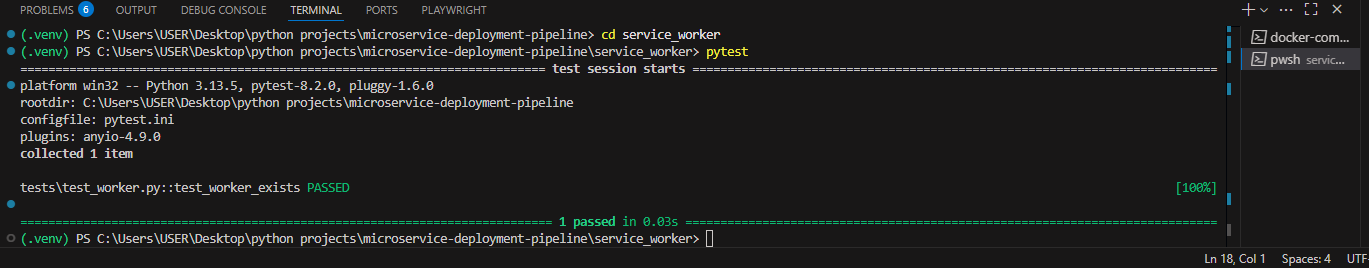 PROBLEMS 6 OUTPUT DEBUG CONSOLE TERMINAL PORTS PLAYWRIGHT
(.venv) PS C:\Users\USER\Desktop\python projects\microservice-deployment-pipeline> cd service_worker
(.venv) PS C:\Users\USER\Desktop\python projects\microservice-deployment-pipeline\service_worker> pytest
============================================================================ test session starts ============================================================================
platform win32 -- Python 3.13.5, pytest-8.2.0, pluggy-1.6.0
rootdir: C:\Users\USER\Desktop\python projects\microservice-deployment-pipeline
configfile: pytest.ini
plugins: anyio-4.9.0
collected 1 item
tests\test_worker.py::test_worker_exists PASSED [100%]
============================================================================= 1 passed in 0.03s =============================================================================
(.venv) PS C:\Users\USER\Desktop\python projects\microservice-deployment-pipeline\service_worker>
docker-com...
pwsh servic...
Ln 18, Col 1 Spaces: 4 UTF